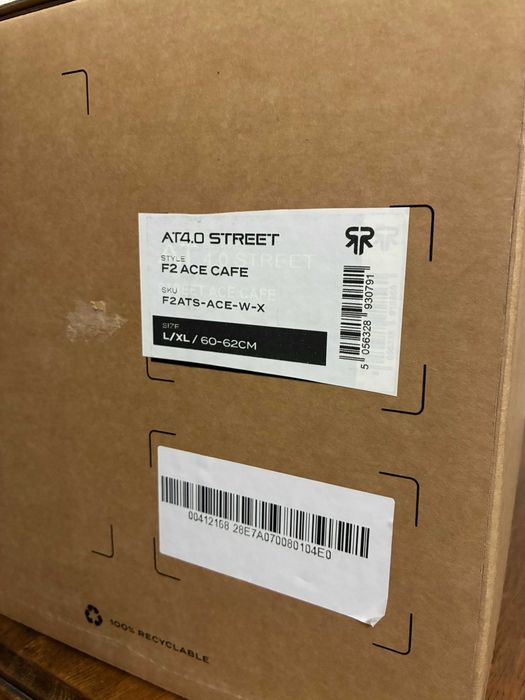 AT4.0 STREET
STYLE
F2 ACE CAFE
SKU
F2ATS-ACE-W-X
SIZE
L/XL / 60-62CM
5 056328 930791
00412168 28E7A070080104E0
100% RECYCLABLE